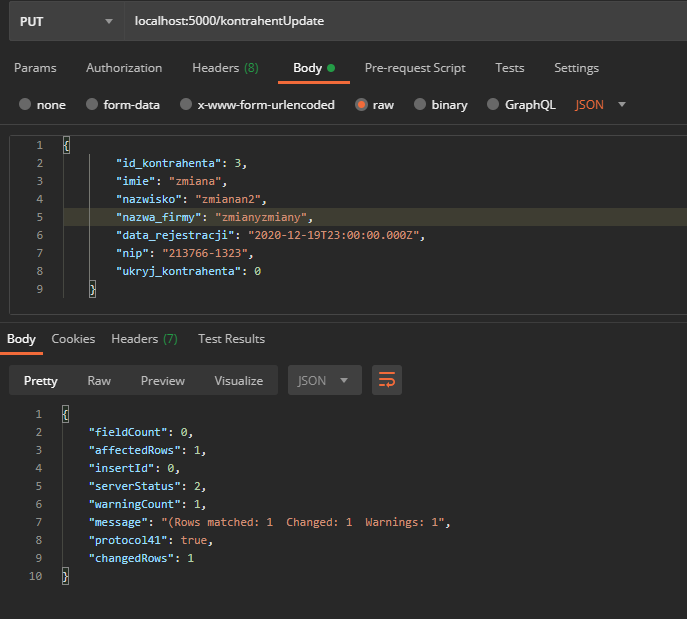 PUT localhost:5000/kontrahentUpdate
Params Authorization Headers (8) Body Pre-request Script Tests Settings
none form-data x-www-form-urlencoded raw binary GraphQL JSON
1 {
2 "id_kontrahenta": 3,
3 "imie": "zmiana",
4 "nazwisko": "zmianan2",
5 "nazwa_firmy": "zmianyzmiany",
6 "data_rejestracji": "2020-12-19T23:00:00.000Z",
7 "nip": "213766-1323",
8 "ukryj_kontrahenta": 0
9 }
Body Cookies Headers (7) Test Results
Pretty Raw Preview Visualize JSON
1 {
2 "fieldCount": 0,
3 "affectedRows": 1,
4 "insertId": 0,
5 "serverStatus": 2,
6 "warningCount": 1,
7 "message": "(Rows matched: 1  Changed: 1  Warnings: 1",
8 "protocol41": true,
9 "changedRows": 1
10 }